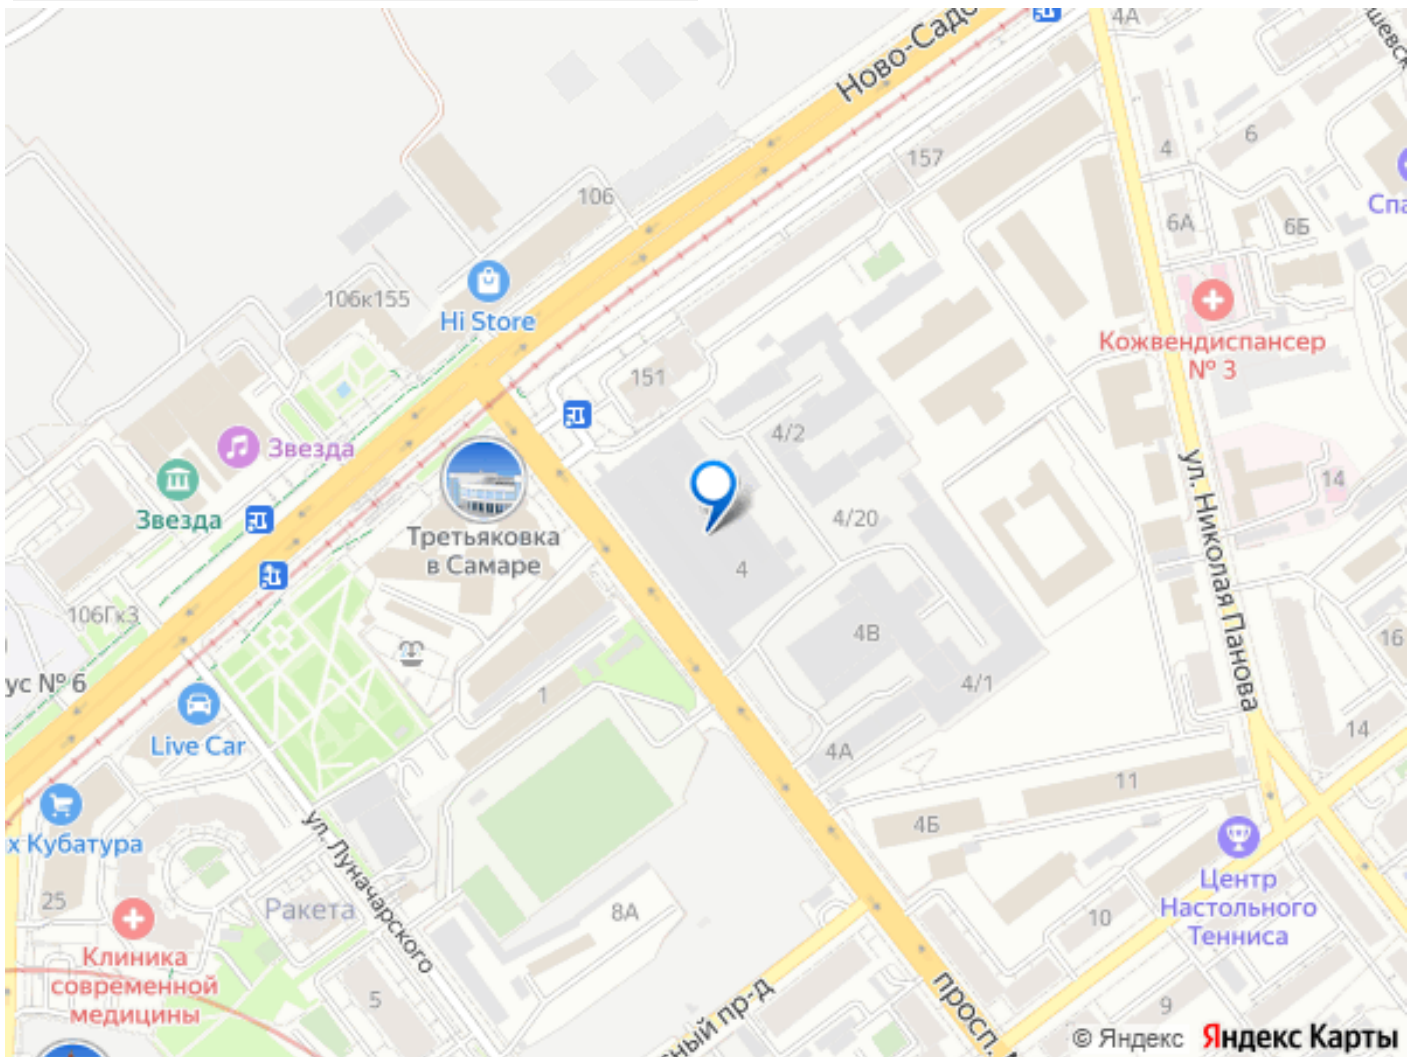 4А
Ново-Садо
157
4
6
Спа
106
6А
6Б
106к155
Hi Store
Кожвендиспансер
№ 3
151
4/2
Звезда
Звезда
14
4/20
Третьяковка
в Самаре
4
ул. Николая Панова
106Гк3
4В
16
ус № 6
4/1
1
Live Car
4А
14
11
х Кубатура
4Б
ул. Луначарского
25
Ракета
8А
10
Центр
Настольного
Тенниса
Клиника
современной
медицины
5
9
ный пр-д
просп.
© Яндекс Яндекс Карты